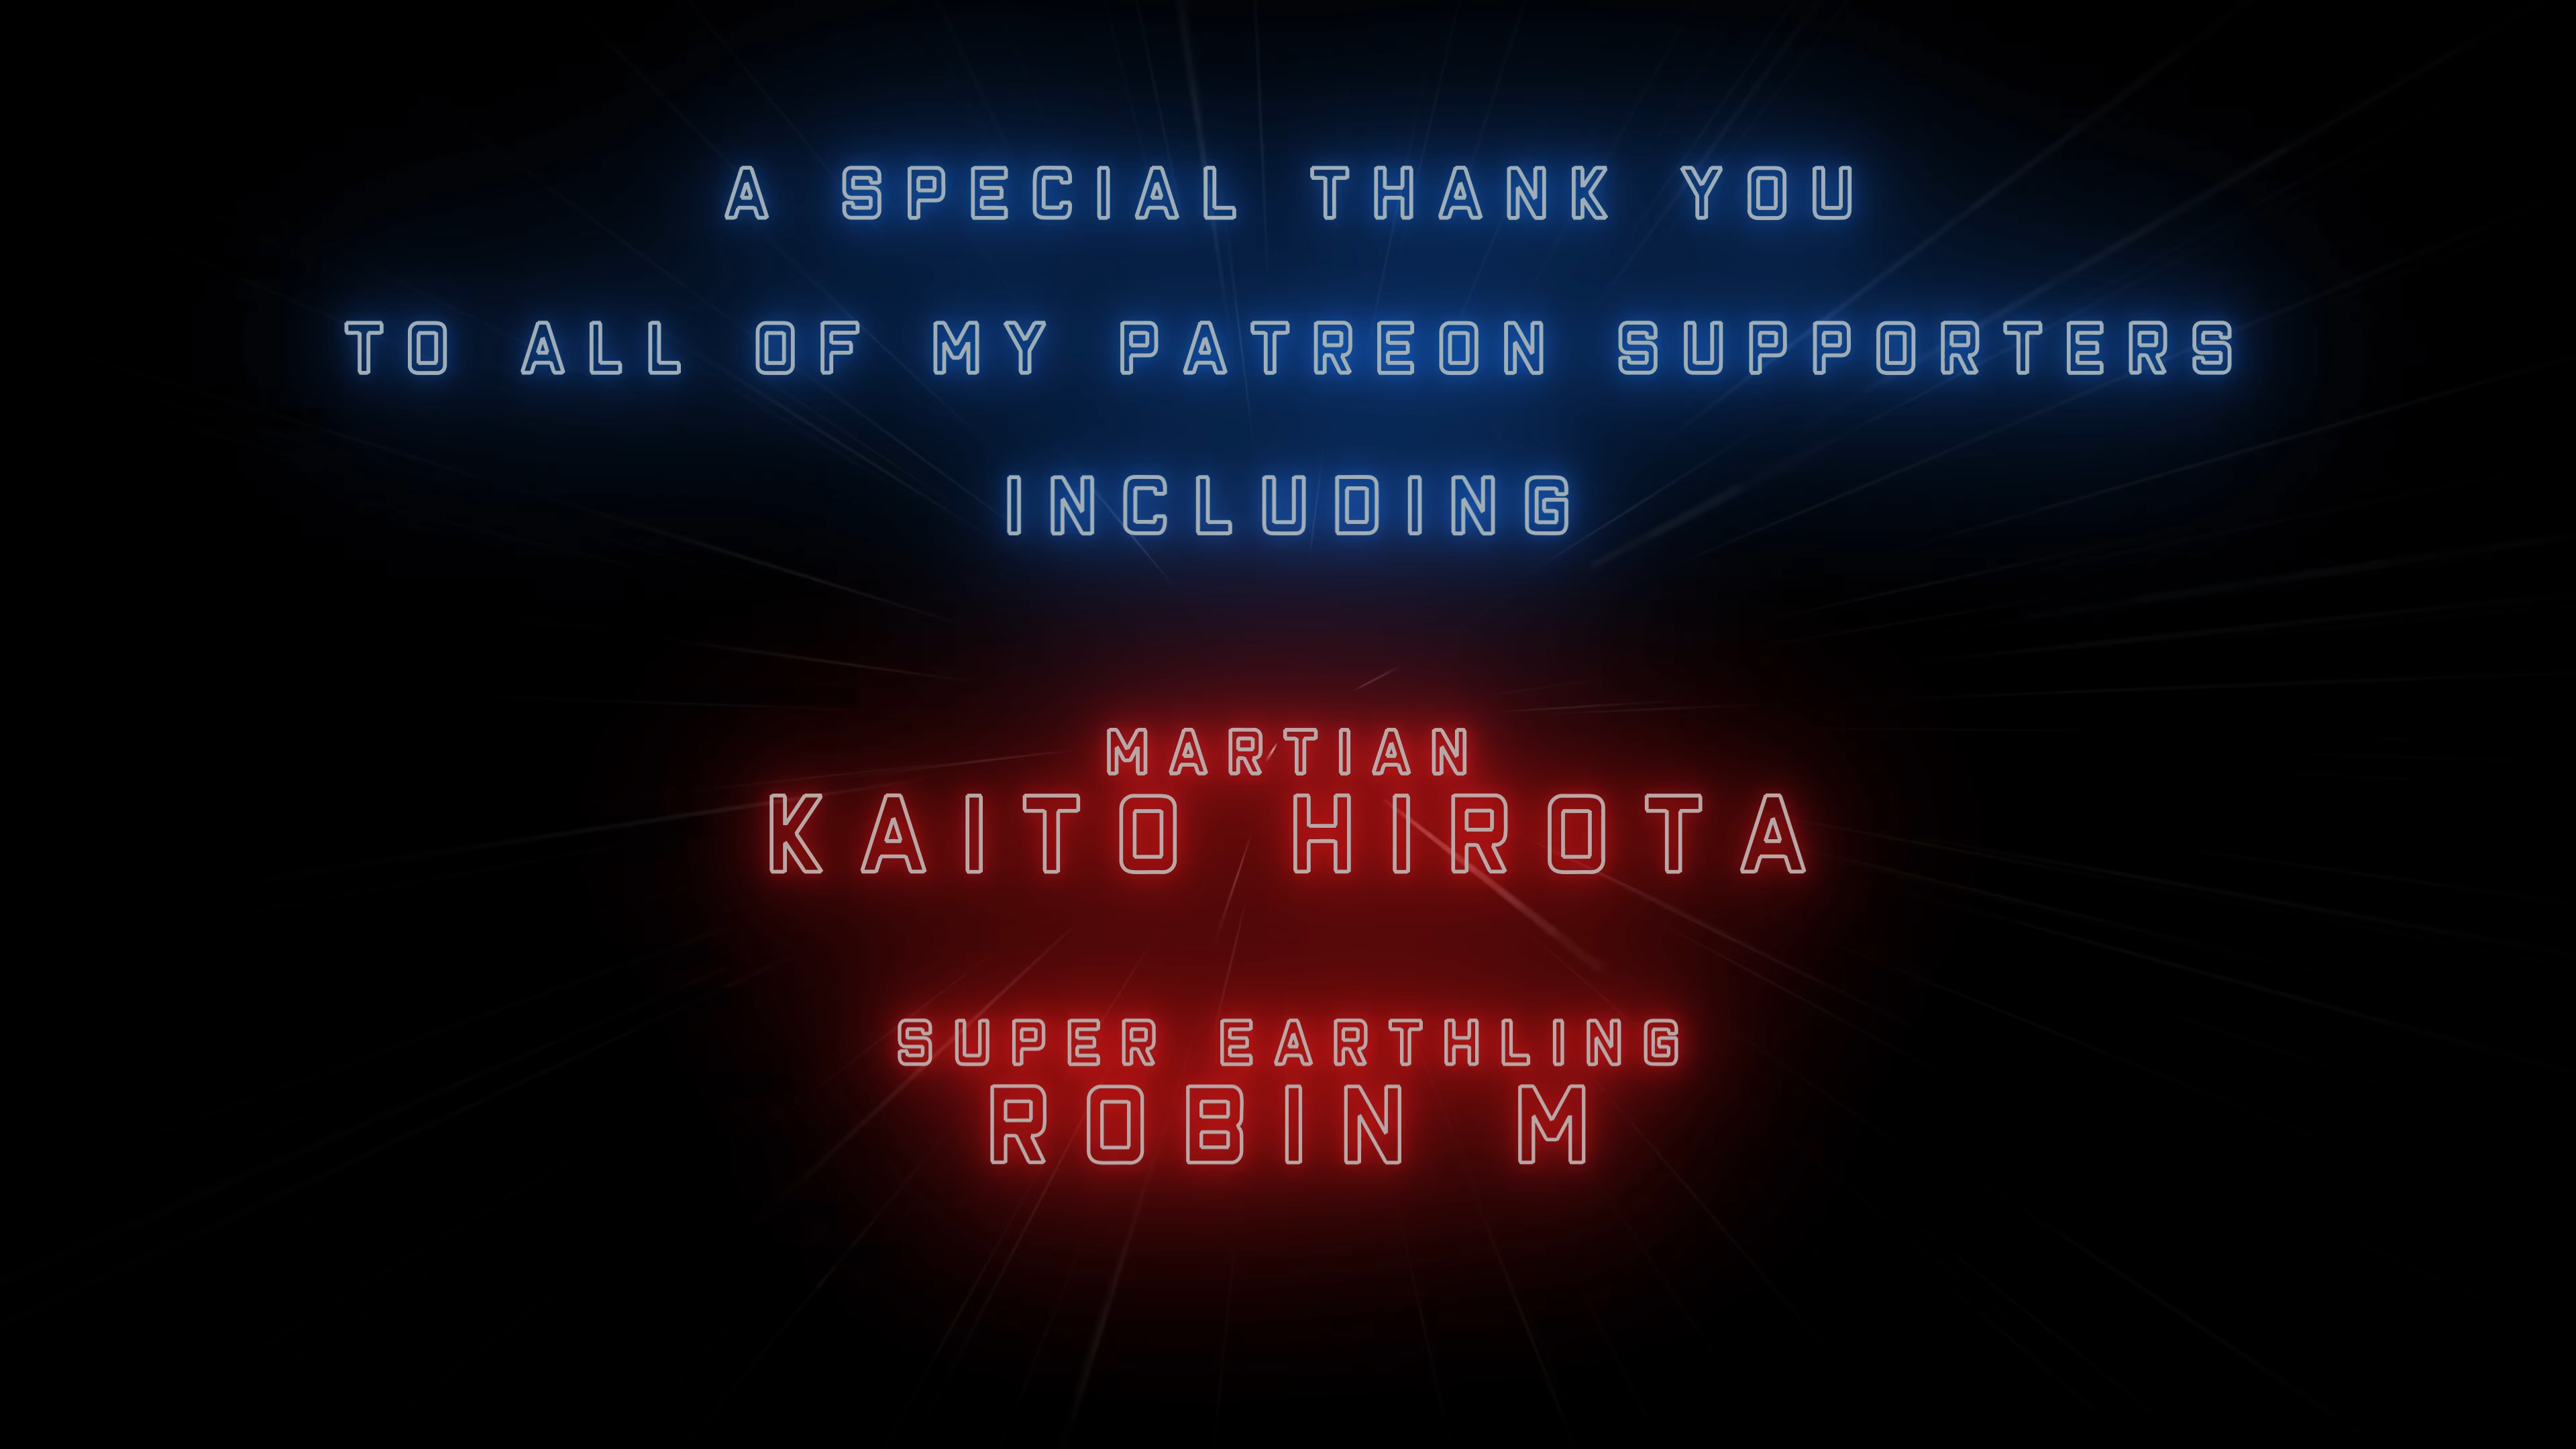 A SPECIAL THANK YOU
TO ALL OF MY PATREON SUPPORTERS
INCLUDING
MARTIAN
KAITO HIROTA
SUPER EARTHLING
ROBIN M